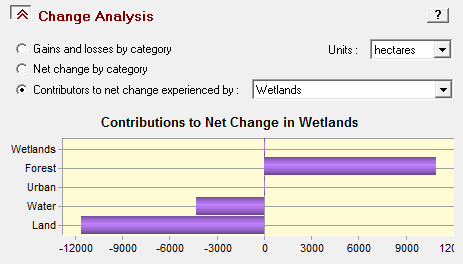 Change Analysis
?
Gains and losses by category
Units :
hectares
Net change by category
Contributors to net change experienced by :
Wetlands
Contributions to Net Change in Wetlands
Wetlands
Forest
Urban
Water
Land
-12000 -9000 -6000 -3000 0 3000 6000 9000 120